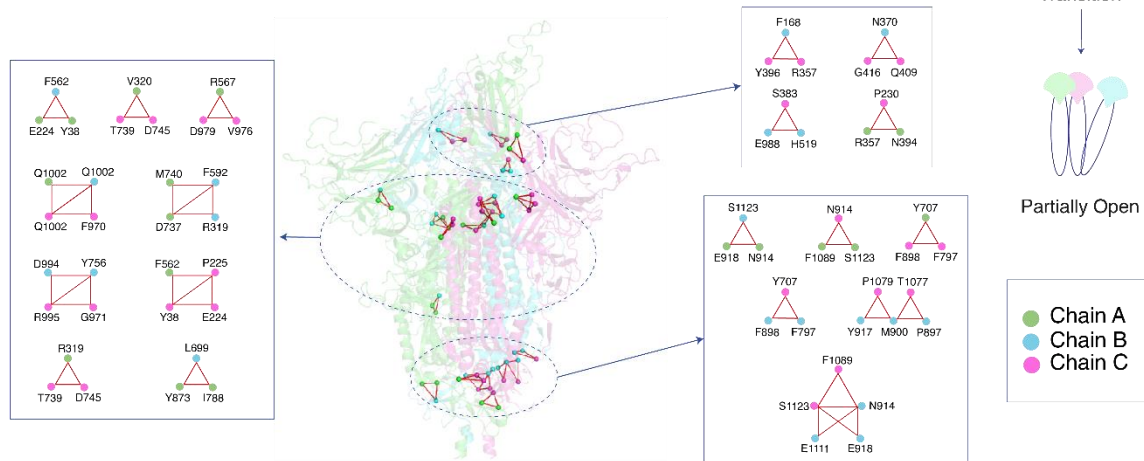 F562
V320
R567
E224 Y38
T739 D745
D979 V976
Q1002 Q1002
M740 F592
Q1002 F970
D737 R319
D994 Y756
F562 P225
R995 G971
Y38 E224
R319
L699
T739 D745
Y873 I788
F168
N370
Y396 R357
G416 Q409
S383
P230
E988 H519
R357 N394
S1123
N914
Y707
E918 N914
F1089 S1123
F898 F797
Y707
P1079 T1077
F898 F797
Y917 M900 P897
F1089
S1123 N914
E1111 E918
Partially Open
Chain A
Chain B
Chain C